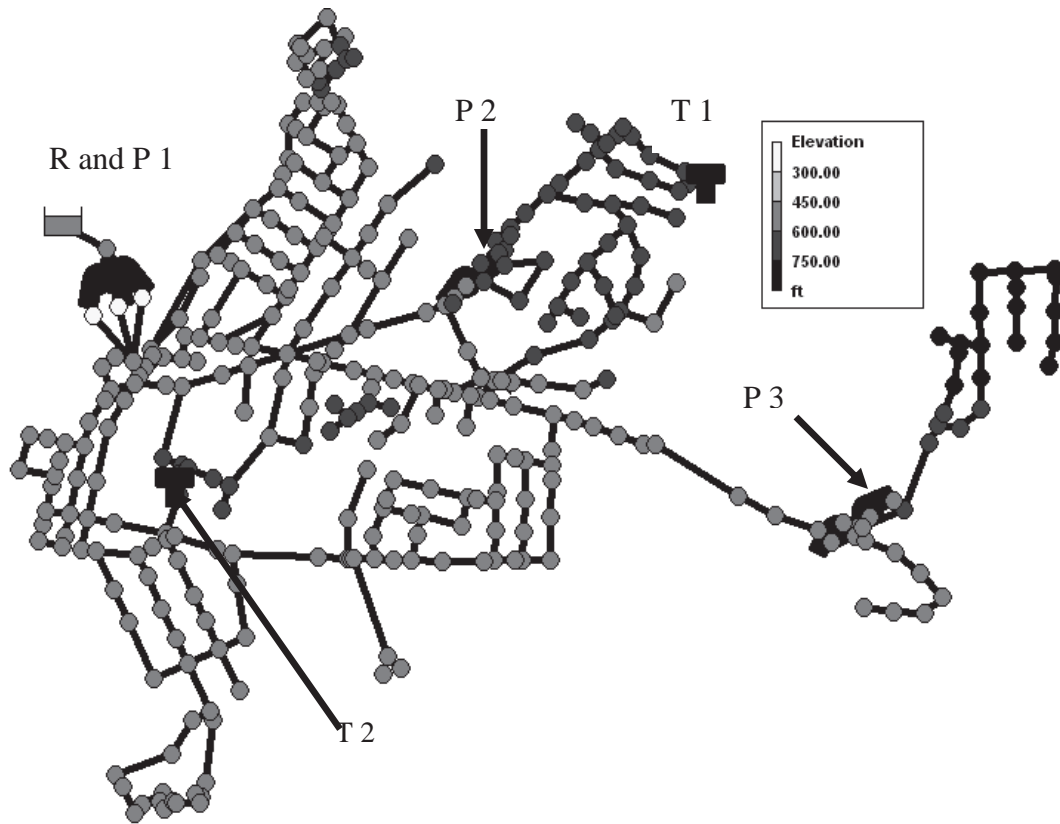 P 2
T 1
R and P 1
Elevation
300.00
450.00
600.00
750.00
ft
P 3
T 2